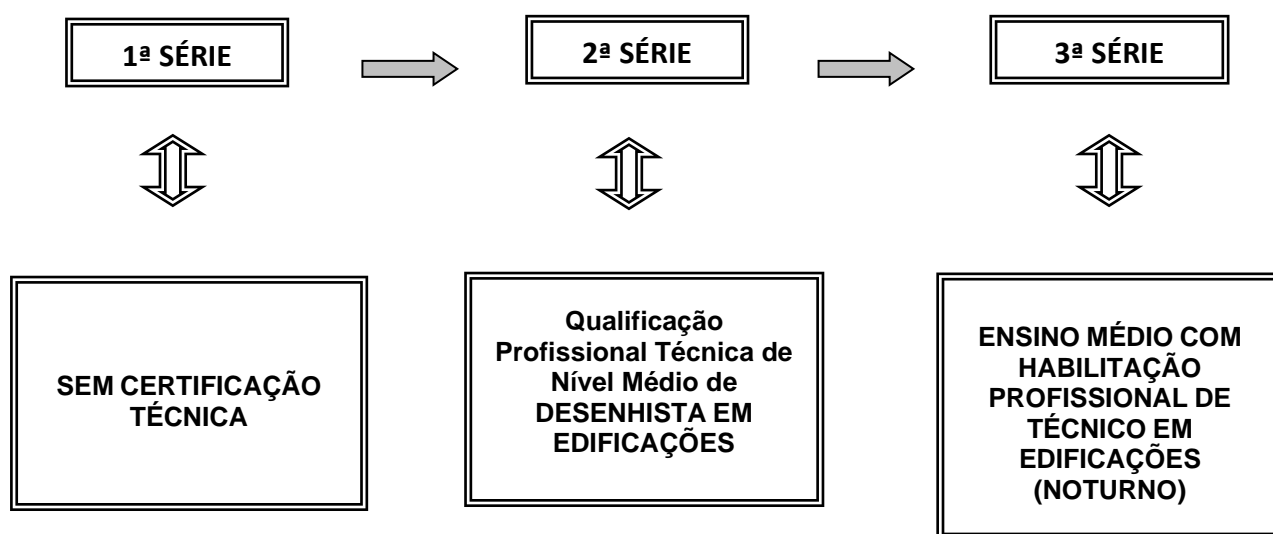 1ª SÉRIE
2ª SÉRIE
3ª SÉRIE
SEM CERTIFICAÇÃO
TÉCNICA
Qualificação
Profissional Técnica de
Nível Médio de
DESENHISTA EM
EDIFICAÇÕES
ENSINO MÉDIO COM
HABILITAÇÃO
PROFISSIONAL DE
TÉCNICO EM
EDIFICAÇÕES
(NOTURNO)